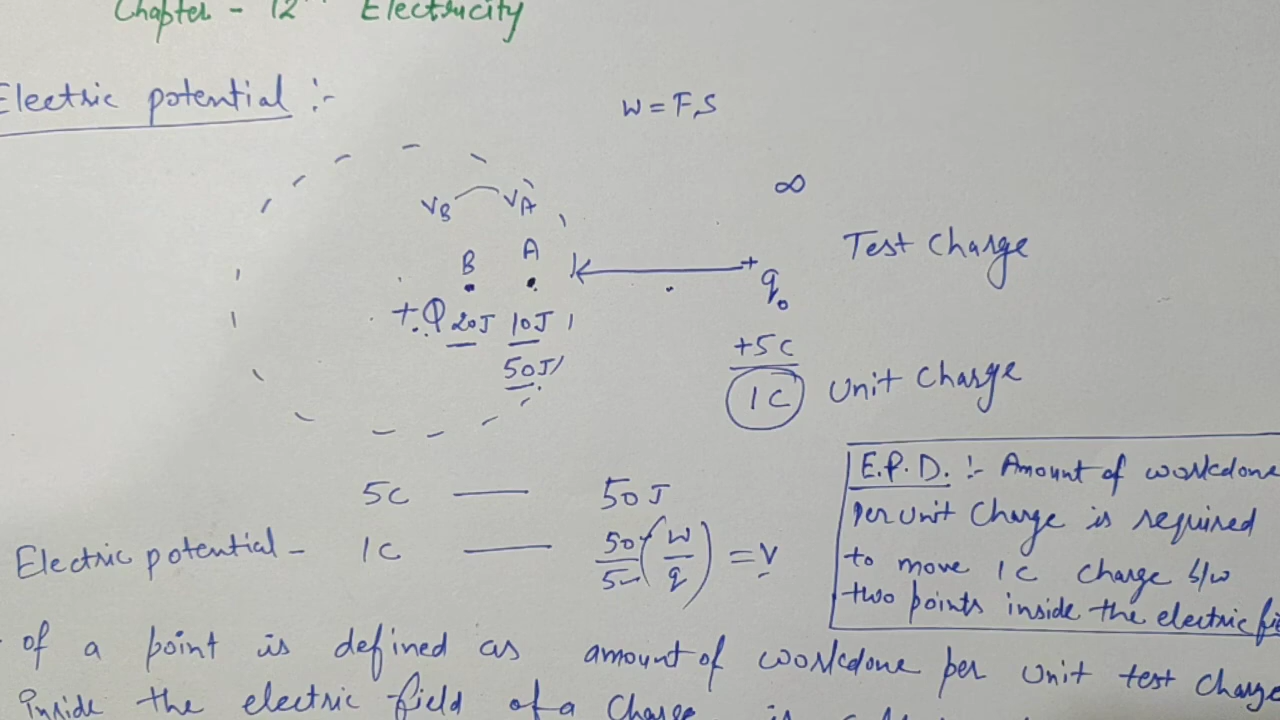 Chapter - 12 Electricity
Electric potential :-
W = F.S
∞
VB VA
Test Charge
B A
+ q₀
+Q 20J 10J
50J
+5C
1C Unit Charge
5C — 50J
Electric potential - 1C — 50/5 (W/q) = V
E.P.D. :- Amount of workdone
per unit charge is required
to move 1C charge b/w
two points inside the electric
of a point is defined as amount of workdone per unit test charge
inside the electric field of a charge